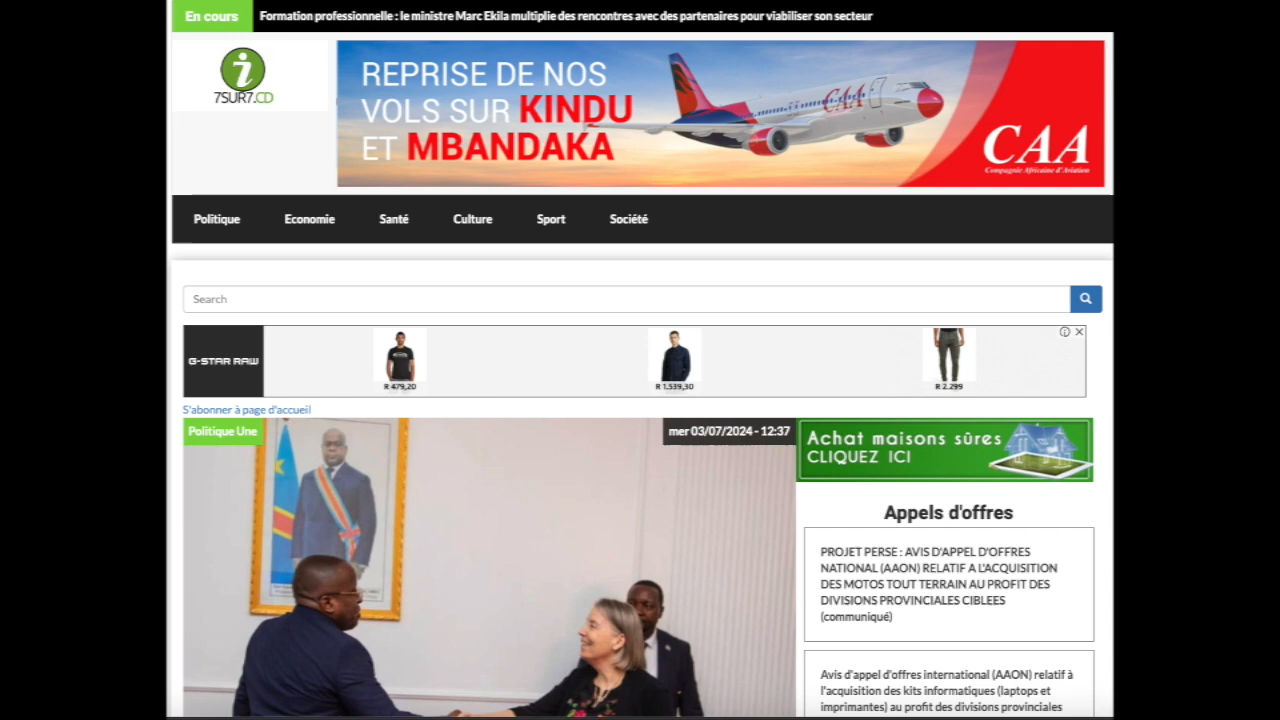 En cours
Formation professionnelle : le ministre Marc Ekila multiplie des rencontres avec des partenaires pour viabiliser son secteur
7SUR7.CD
REPRISE DE NOS
VOLS SUR KINDU
ET MBANDAKA
CAA
CAA
Compagnie Africaine d'Aviation
Politique
Economie
Santé
Culture
Sport
Société
Search
G-STAR RAW
R 479,20
R 1.539,30
R 2.299
S'abonner à page d'accueil
Politique Une
mer 03/07/2024 - 12:37
Achat maisons sûres
CLIQUEZ ICI
Appels d'offres
PROJET PERSE : AVIS D'APPEL D'OFFRES
NATIONAL (AAON) RELATIF A L'ACQUISITION
DES MOTOS TOUT TERRAIN AU PROFIT DES
DIVISIONS PROVINCIALES CIBLEES
(communiqué)
Avis d'appel d'offres international (AAON) relatif à
l'acquisition des kits informatiques (laptops et
imprimantes) au profit des divisions provinciales